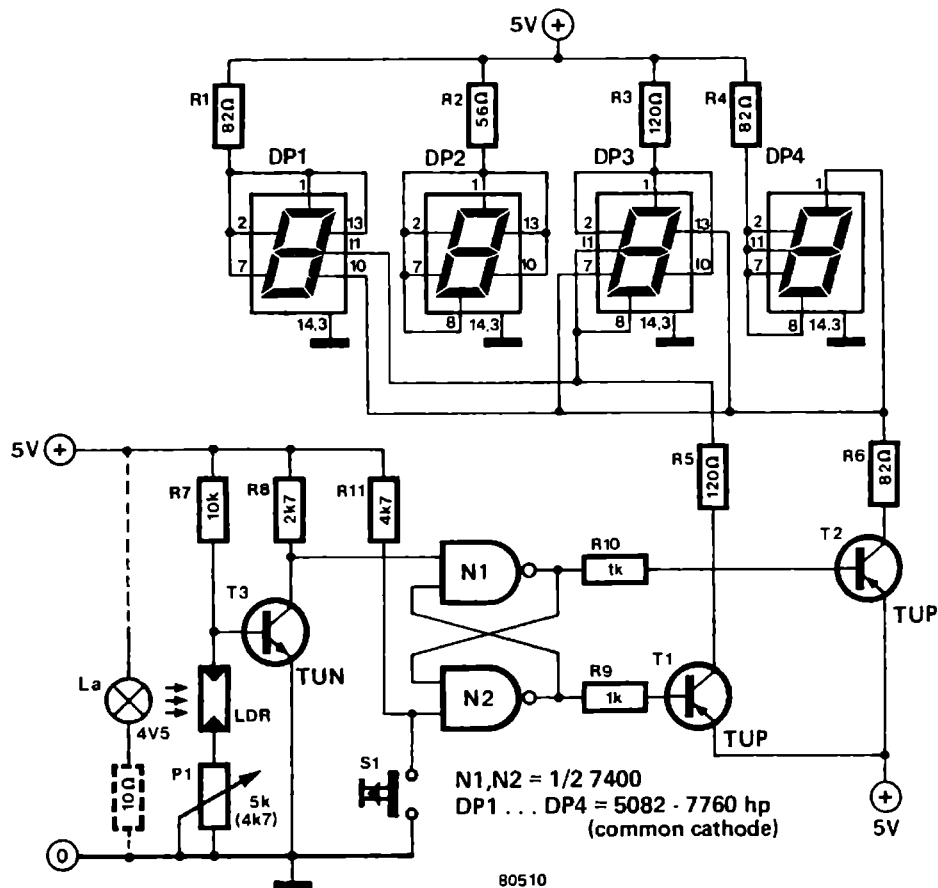 5V
R1
82Ω
R2
56Ω
R3
120Ω
R4
82Ω
DP1
DP2
DP3
DP4
1
2
7
13
11
10
14,3
1
2
7
13
10
8
14,3
1
2
11
7
13
10
8
14,3
1
2
11
7
8
14,3
5V
R7
10k
R8
2k7
R11
4k7
R5
120Ω
R6
82Ω
T3
TUN
N1
R10
1k
T2
TUP
La
4V5
LDR
N2
R9
1k
T1
TUP
10Ω
P1
5k
(4k7)
S1
N1,N2 = 1/2 7400
DP1 ... DP4 = 5082 - 7760 hp
(common cathode)
5V
0
80510